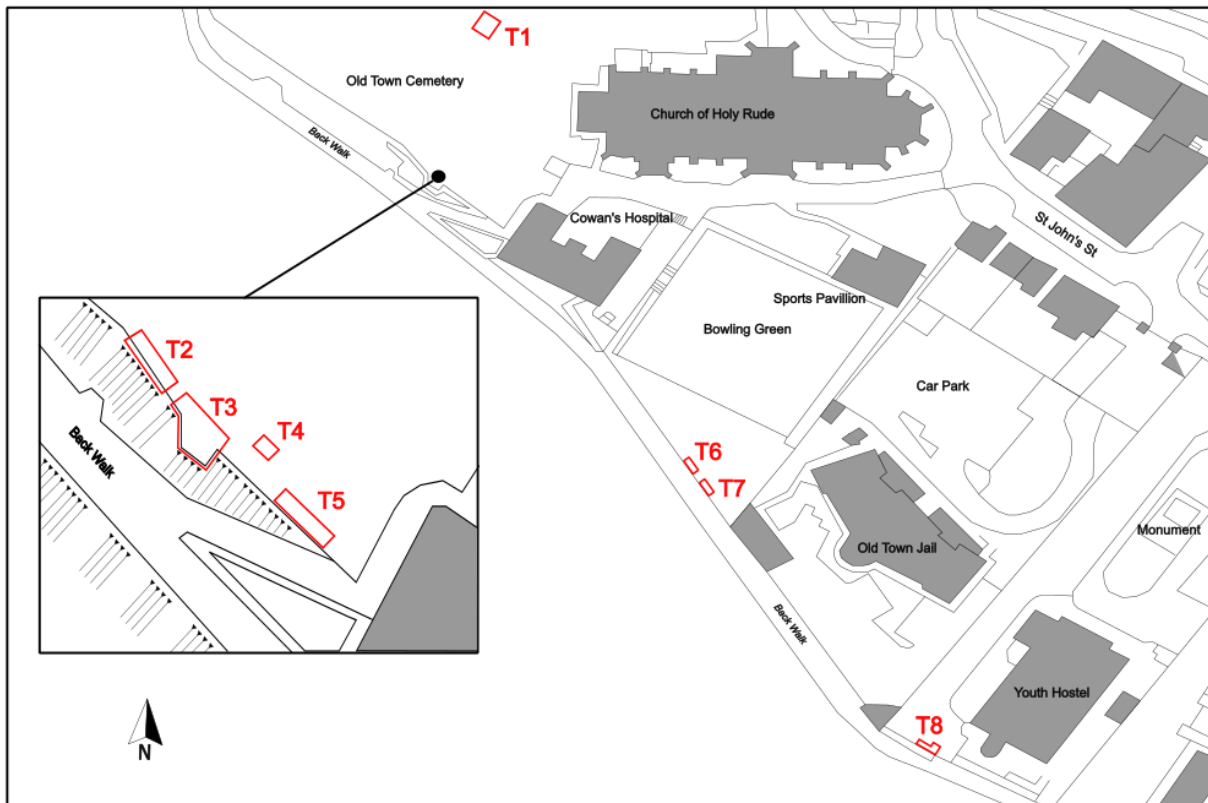 T1
Old Town Cemetery
Church of Holy Rude
Back Walk
Cowan's Hospital
St John's St
Sports Pavillion
Bowling Green
Car Park
T2
T3
T4
T5
Back Walk
T6
T7
Old Town Jail
Monument
Back Walk
Youth Hostel
T8
N